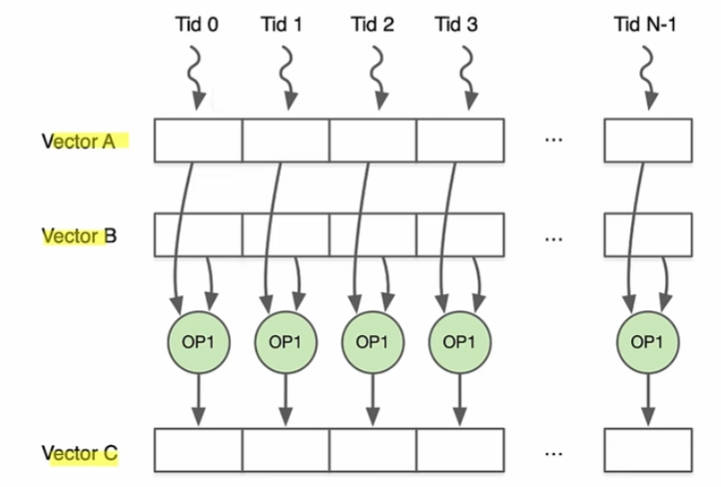 Tid 0 Tid 1 Tid 2 Tid 3 Tid N-1
Vector A ...
Vector B ...
OP1 OP1 OP1 OP1 OP1
Vector C ...